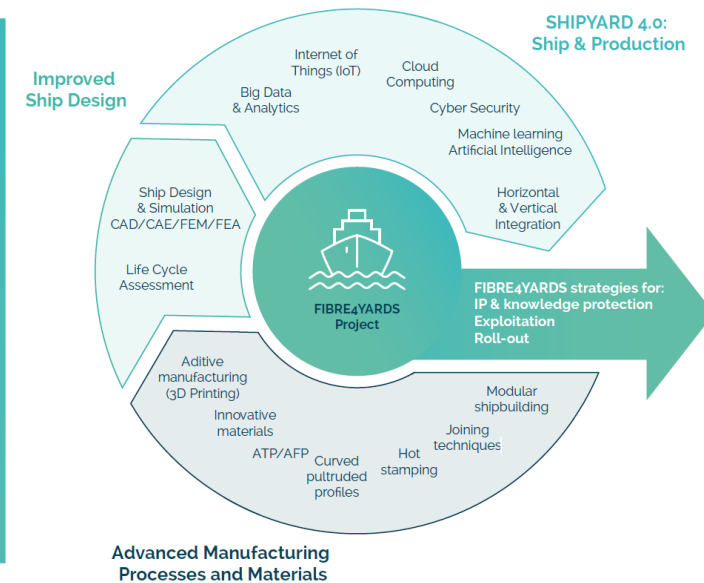 SHIPYARD 4.0:
Ship & Production
Improved
Ship Design
Internet of
Things (IoT)
Cloud
Computing
Big Data
& Analytics
Cyber Security
Machine learning
Artificial Intelligence
Horizontal
& Vertical
Integration
Ship Design
& Simulation
CAD/CAE/FEM/FEA
Life Cycle
Assessment
FIBRE4YARDS
Project
FIBRE4YARDS strategies for:
IP & knowledge protection
Exploitation
Roll-out
Aditive
manufacturing
(3D Printing)
Innovative
materials
ATP/AFP
Curved
pultruded
profiles
Hot
stamping
Joining
techniques
Modular
shipbuilding
Advanced Manufacturing
Processes and Materials